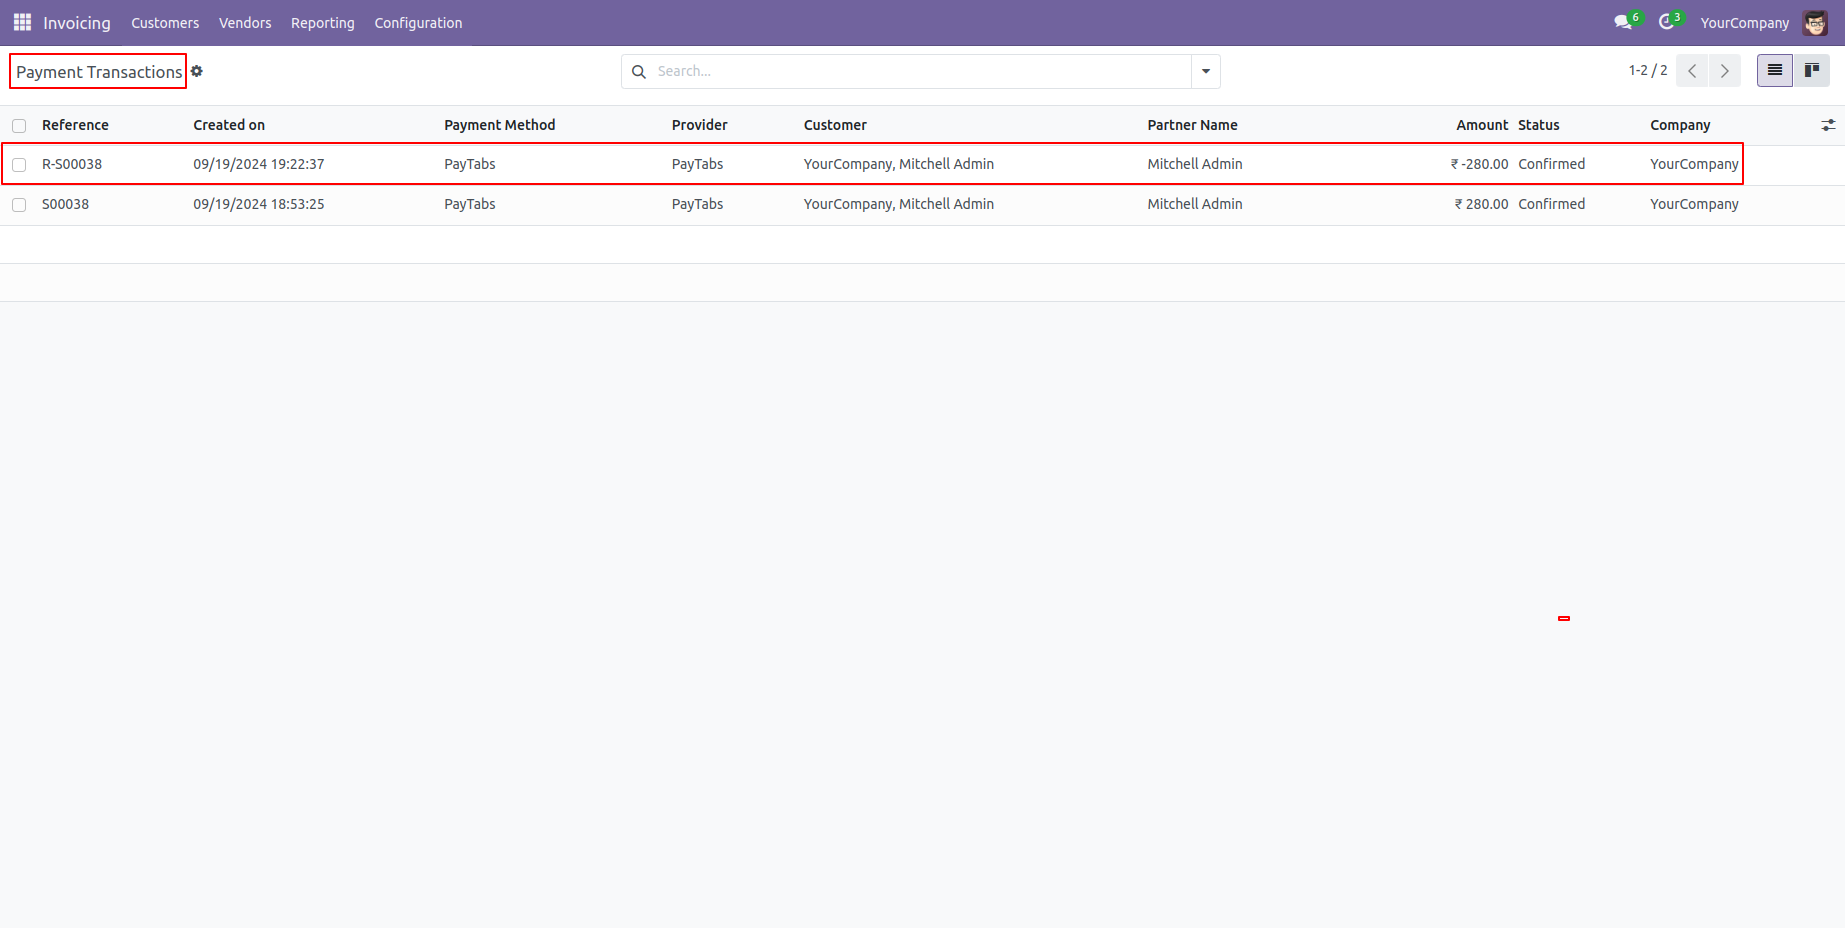 Invoicing Customers Vendors Reporting Configuration 6 3 YourCompany
Payment Transactions Search... 1-2 / 2
Reference Created on Payment Method Provider Customer Partner Name Amount Status Company
R-S00038 09/19/2024 19:22:37 PayTabs PayTabs YourCompany, Mitchell Admin Mitchell Admin ₹ -280.00 Confirmed YourCompany
S00038 09/19/2024 18:53:25 PayTabs PayTabs YourCompany, Mitchell Admin Mitchell Admin ₹ 280.00 Confirmed YourCompany